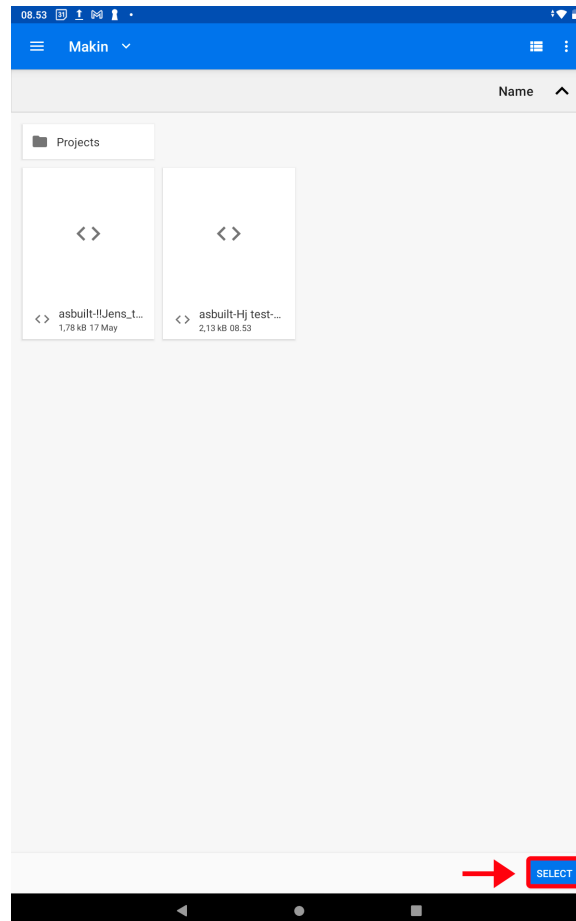 08.53 31
Makin
Name
Projects
asbuilt-!!Jens_t...
1,78 kB 17 May
asbuilt-Hj test-...
2,13 kB 08.53
SELECT